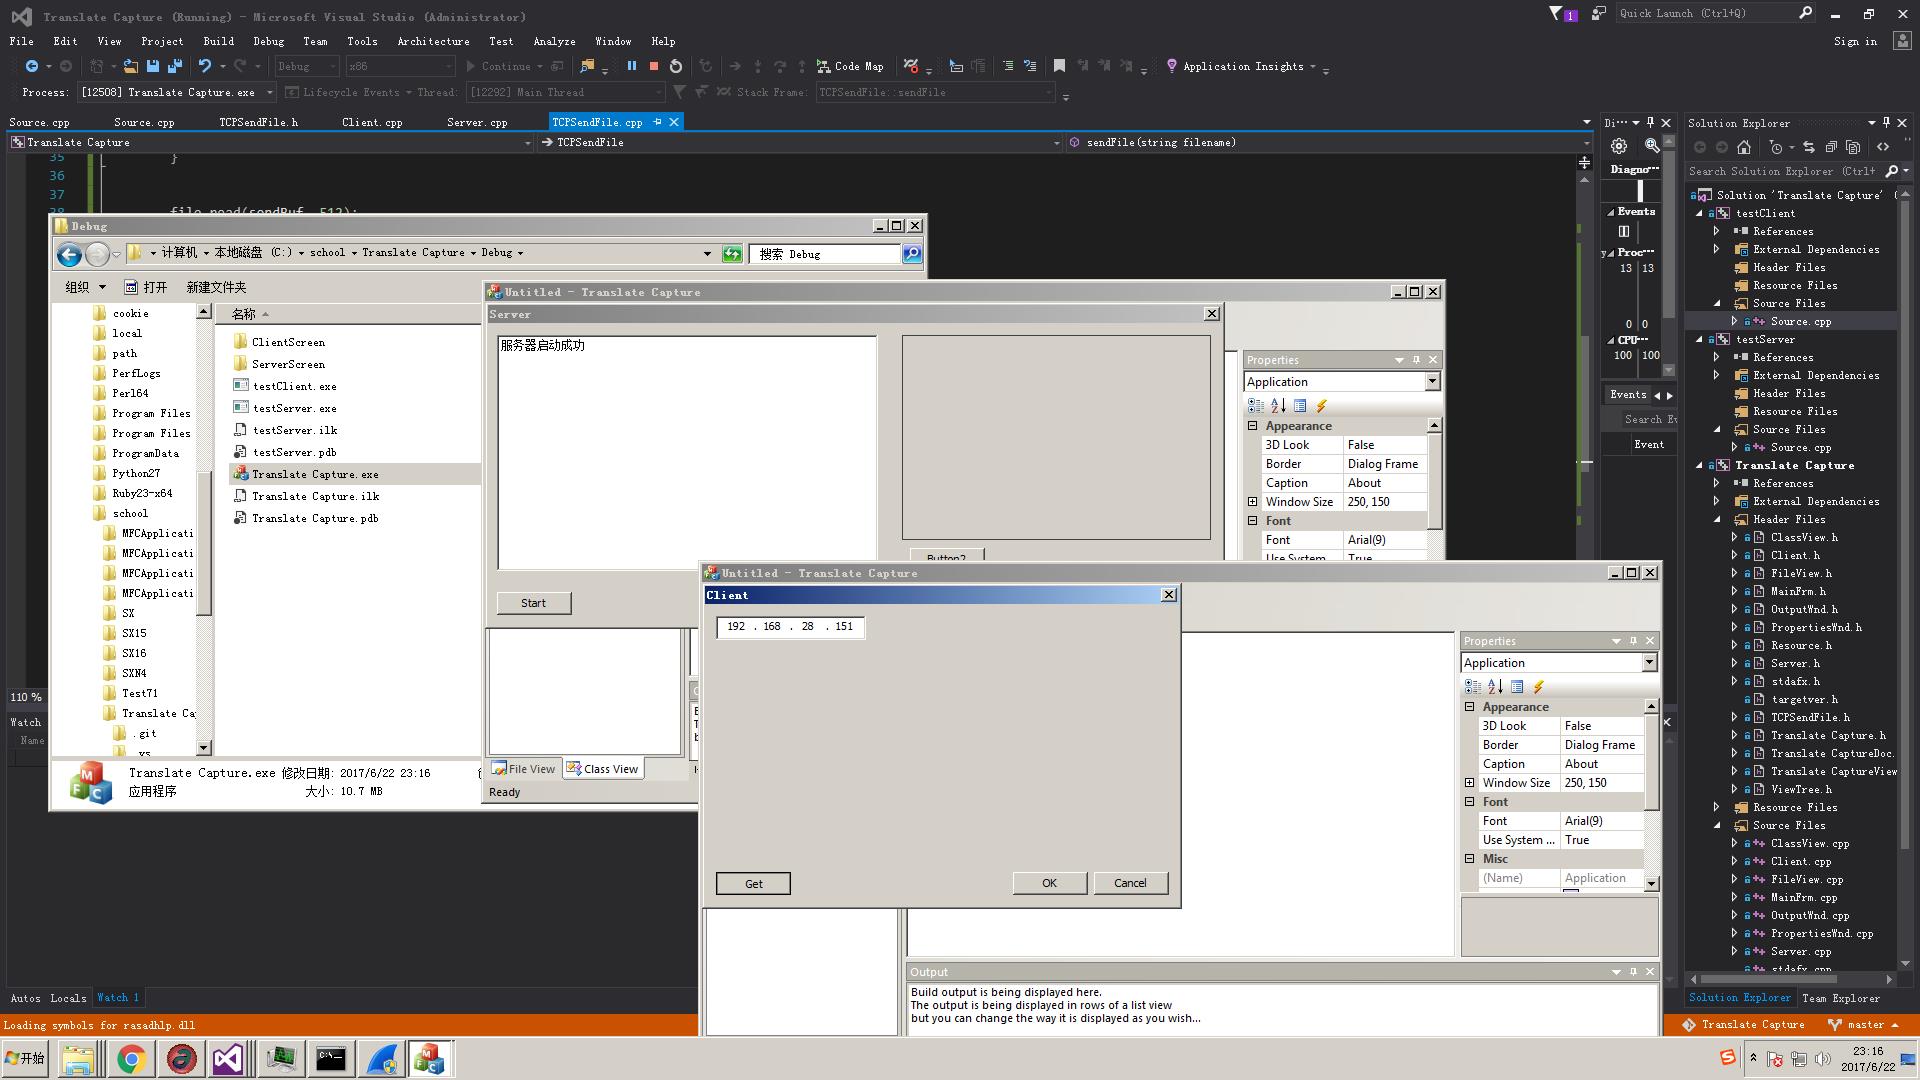 Translate Capture (Running) - Microsoft Visual Studio (Administrator)
1
Quick Launch (Ctrl+Q)
File Edit View Project Build Debug Team Tools Architecture Test Analyze Window Help
Sign in
Debug x86 Continue Code Map Application Insights
Process: [12508] Translate Capture.exe Lifecycle Events Thread: [12292] Main Thread Stack Frame: TCPSendFile::sendFile
Source.cpp Source.cpp TCPSendFile.h Client.cpp Server.cpp TCPSendFile.cpp
Translate Capture TCPSendFile sendFile(string filename)
35 }
36
37
38 file.read(sendBuf, 512);
110 %
Watch
Name
Autos Locals Watch 1
Loading symbols for rasadhlp.dll
Debug
计算机 本地磁盘 (C:) school Translate Capture Debug
搜索 Debug
组织 打开 新建文件夹
cookie
local
path
PerfLogs
Perl64
Program Files
Program Files
ProgramData
Python27
Ruby23-x64
school
MFCApplicati
MFCApplicati
MFCApplicati
MFCApplicati
SX
SX15
SX16
SXN4
Test71
Translate Ca
.git
.vs
名称
ClientScreen
ServerScreen
testClient.exe
testServer.exe
testServer.ilk
testServer.pdb
Translate Capture.exe
Translate Capture.ilk
Translate Capture.pdb
Translate Capture.exe 修改日期: 2017/6/22 23:16
应用程序 大小: 10.7 MB
Untitled - Translate Capture
Server
服务器启动成功
Button2
Start
File View Class View
Ready
Properties
Application
Appearance
3D Look False
Border Dialog Frame
Caption About
Window Size 250, 150
Font
Font Arial(9)
Use System True
Untitled - Translate Capture
Client
192 . 168 . 28 . 151
Get OK Cancel
Properties
Application
Appearance
3D Look False
Border Dialog Frame
Caption About
Window Size 250, 150
Font
Font Arial(9)
Use System ... True
Misc
(Name) Application
Output
Build output is being displayed here.
The output is being displayed in rows of a list view
but you can change the way it is displayed as you wish...
Di...
Diagno...
Events
Proc...
13 13
0 0
CPU...
100 100
Events
Search Ev
Event
Solution Explorer
Search Solution Explorer (Ctrl+
Solution 'Translate Capture' (
testClient
References
External Dependencies
Header Files
Resource Files
Source Files
Source.cpp
testServer
References
External Dependencies
Header Files
Resource Files
Source Files
Source.cpp
Translate Capture
References
External Dependencies
Header Files
ClassView.h
Client.h
FileView.h
MainFrm.h
OutputWnd.h
PropertiesWnd.h
Resource.h
Server.h
stdafx.h
targetver.h
TCPSendFile.h
Translate Capture.h
Translate CaptureDoc.
Translate CaptureView
ViewTree.h
Resource Files
Source Files
ClassView.cpp
Client.cpp
FileView.cpp
MainFrm.cpp
OutputWnd.cpp
PropertiesWnd.cpp
Server.cpp
stdafx.cpp
Solution Explorer Team Explorer
Translate Capture master
开始
23:16
2017/6/22